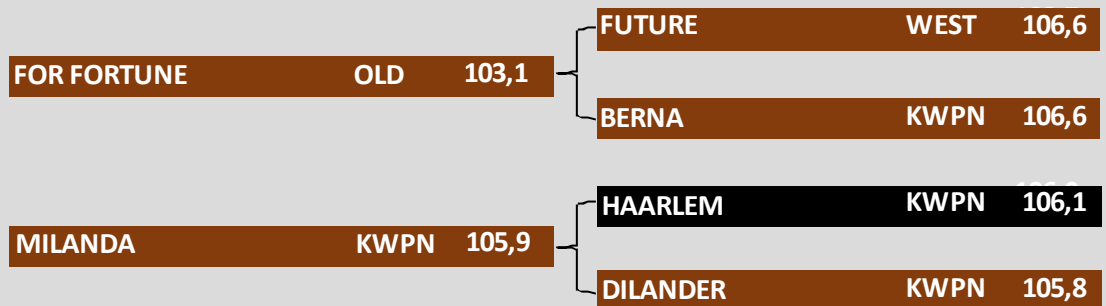 FUTURE WEST 106,6
FOR FORTUNE OLD 103,1
BERNA KWPN 106,6
HAARLEM KWPN 106,1
MILANDA KWPN 105,9
DILANDER KWPN 105,8